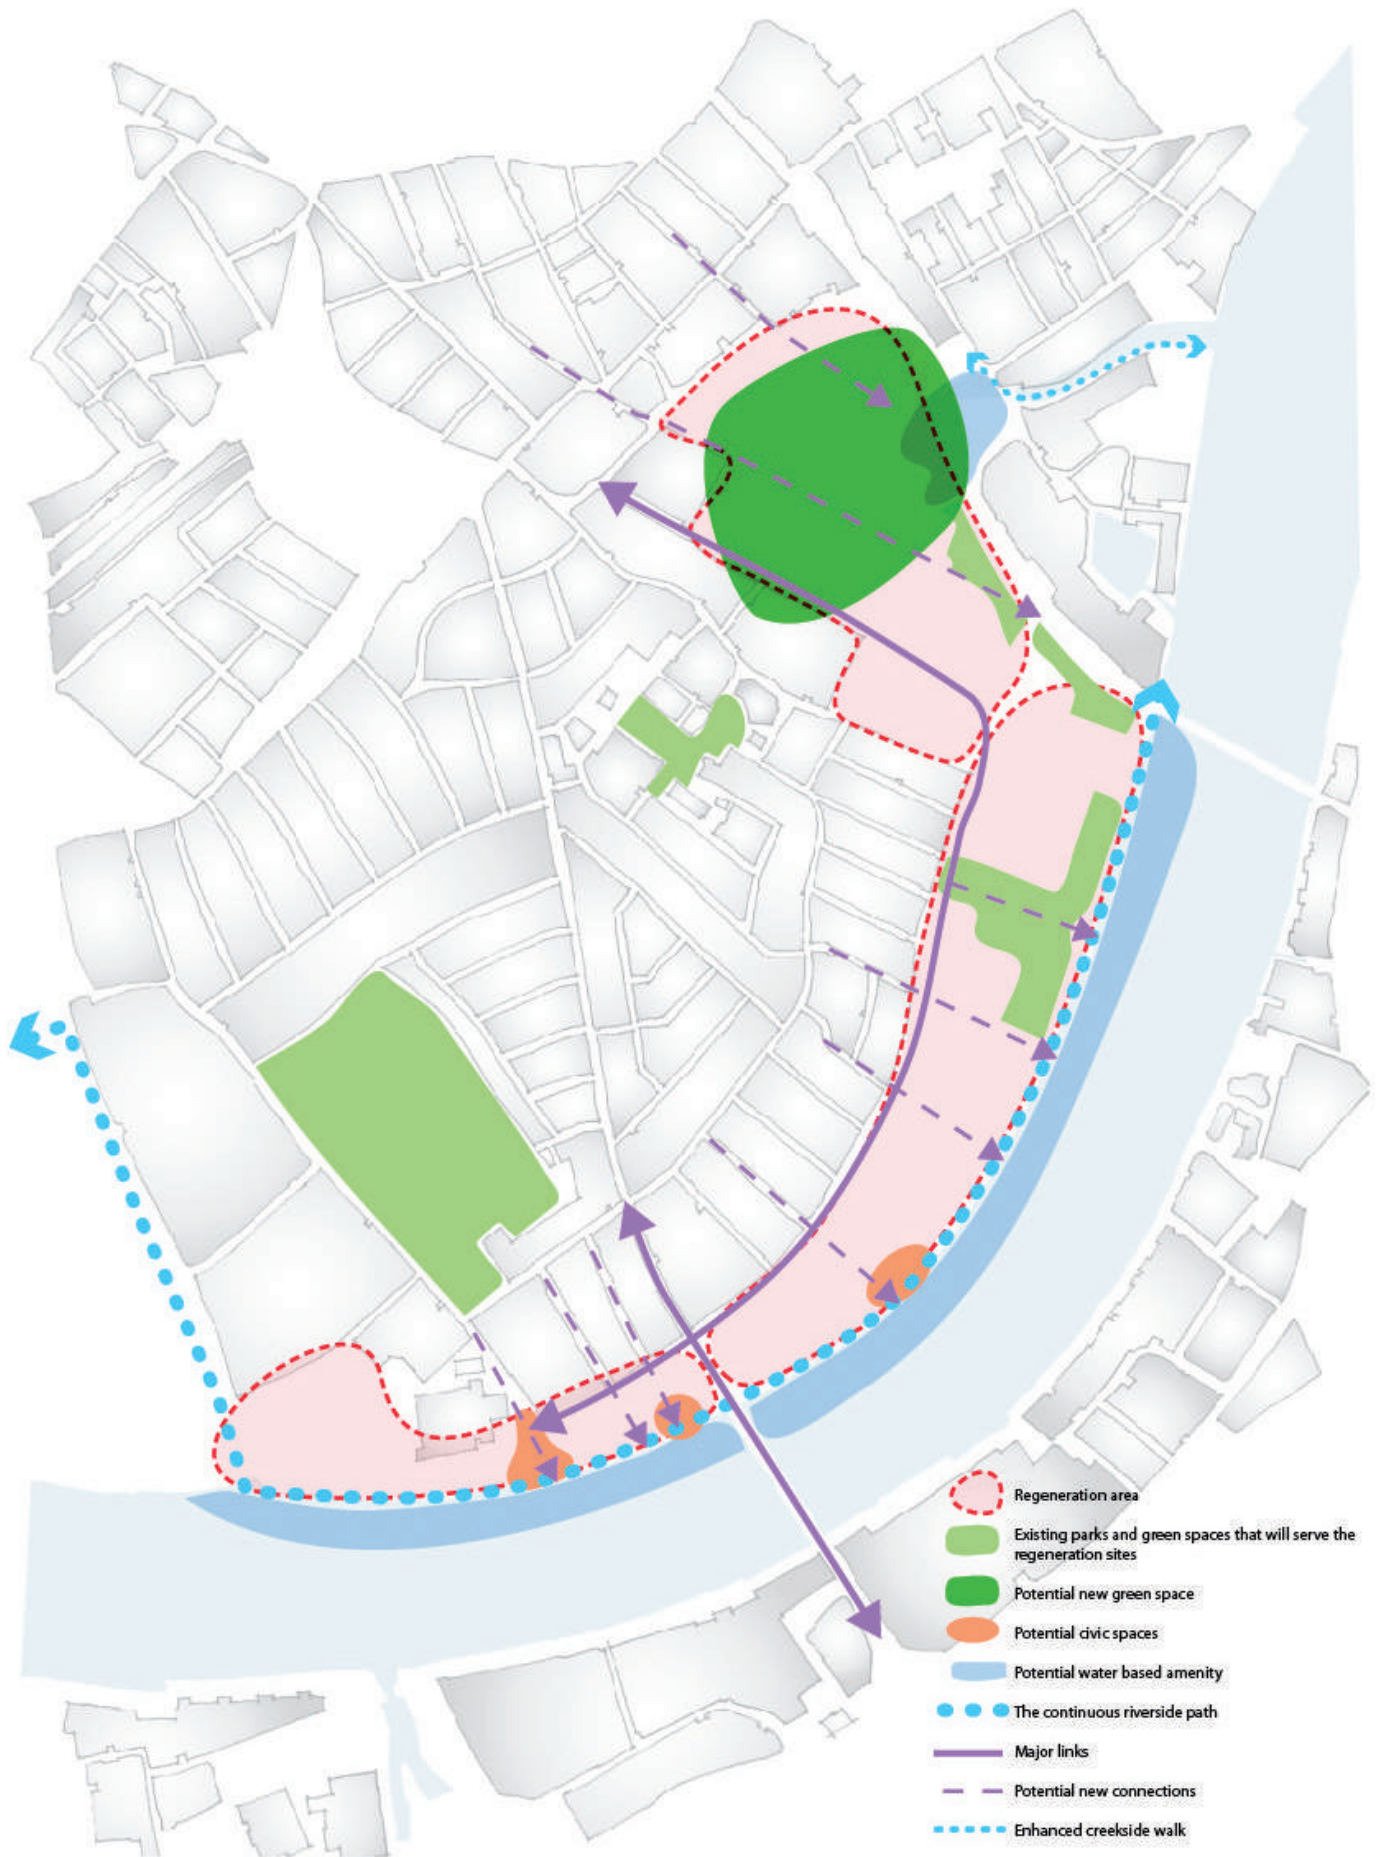 Regeneration area
Existing parks and green spaces that will serve the
regeneration sites
Potential new green space
Potential civic spaces
Potential water based amenity
The continuous riverside path
Major links
Potential new connections
Enhanced creekside walk